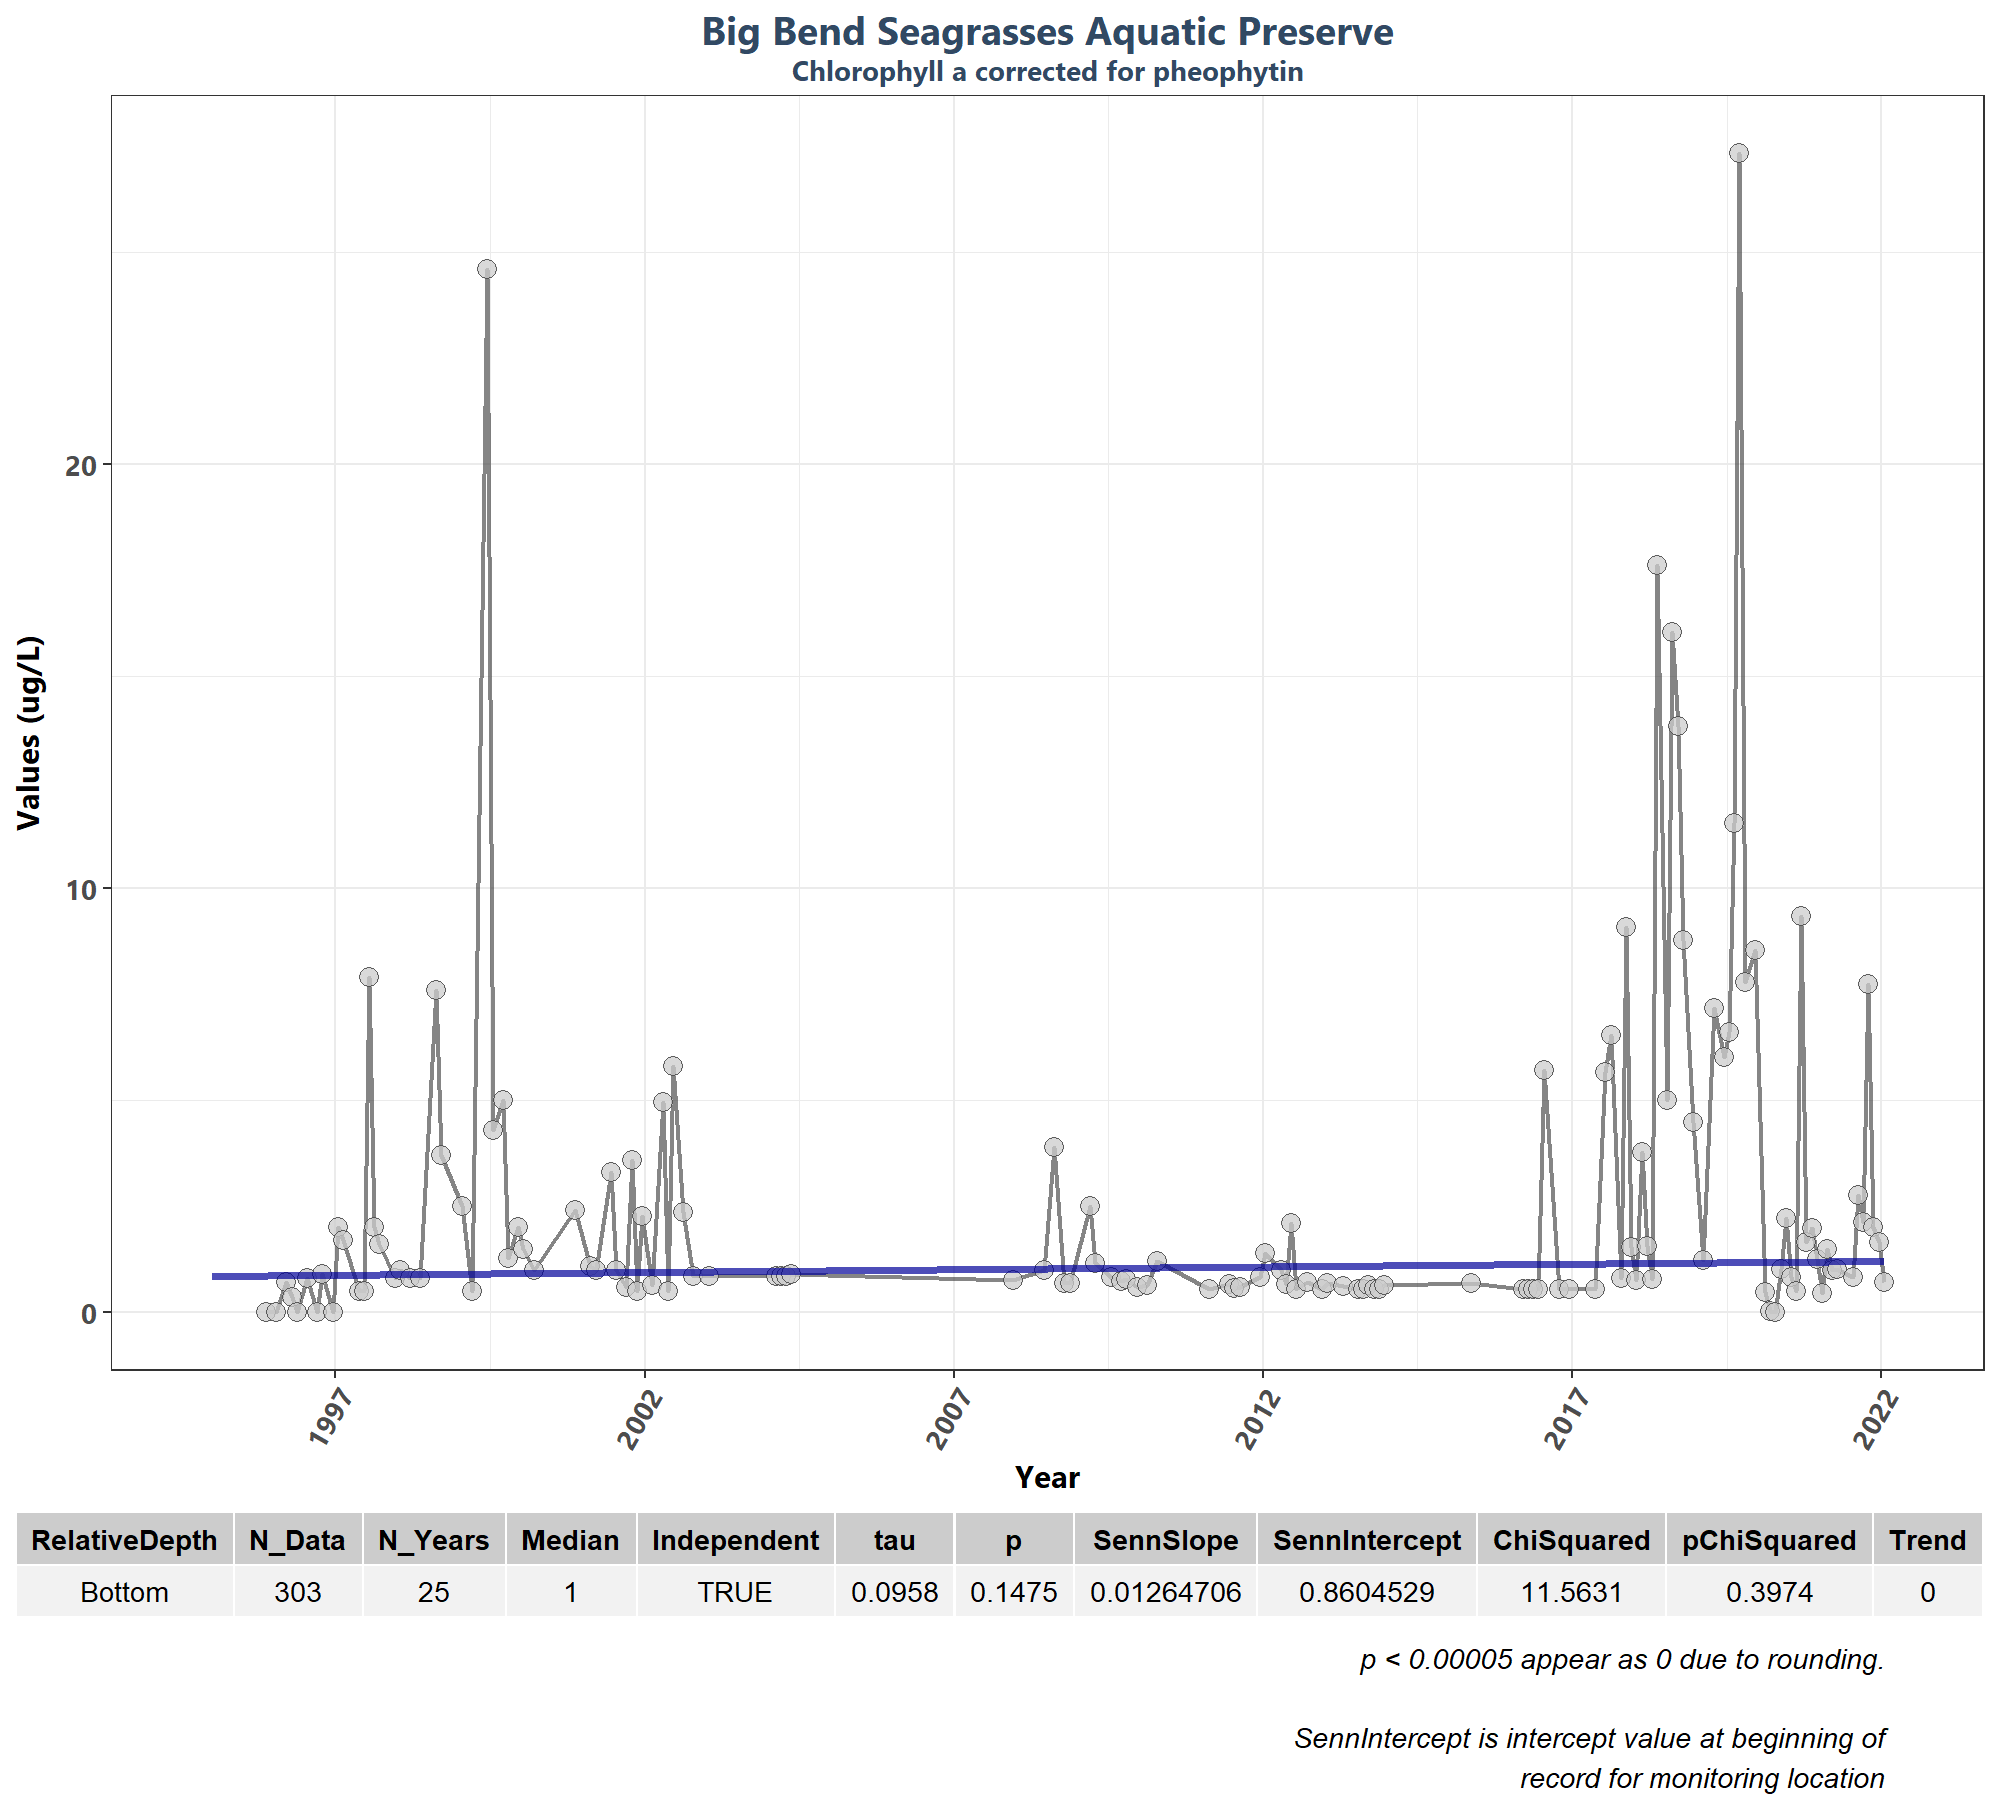 Big Bend Seagrasses Aquatic Preserve
Chlorophyll a corrected for pheophytin
Values (ug/L)
20
10
0
1997 2002 2007 2012 2017 2022
Year
RelativeDepth N_Data N_Years Median Independent tau p SennSlope SennIntercept ChiSquared pChiSquared Trend
Bottom 303 25 1 TRUE 0.0958 0.1475 0.01264706 0.8604529 11.5631 0.3974 0
p < 0.00005 appear as 0 due to rounding.
SennIntercept is intercept value at beginning of
record for monitoring location